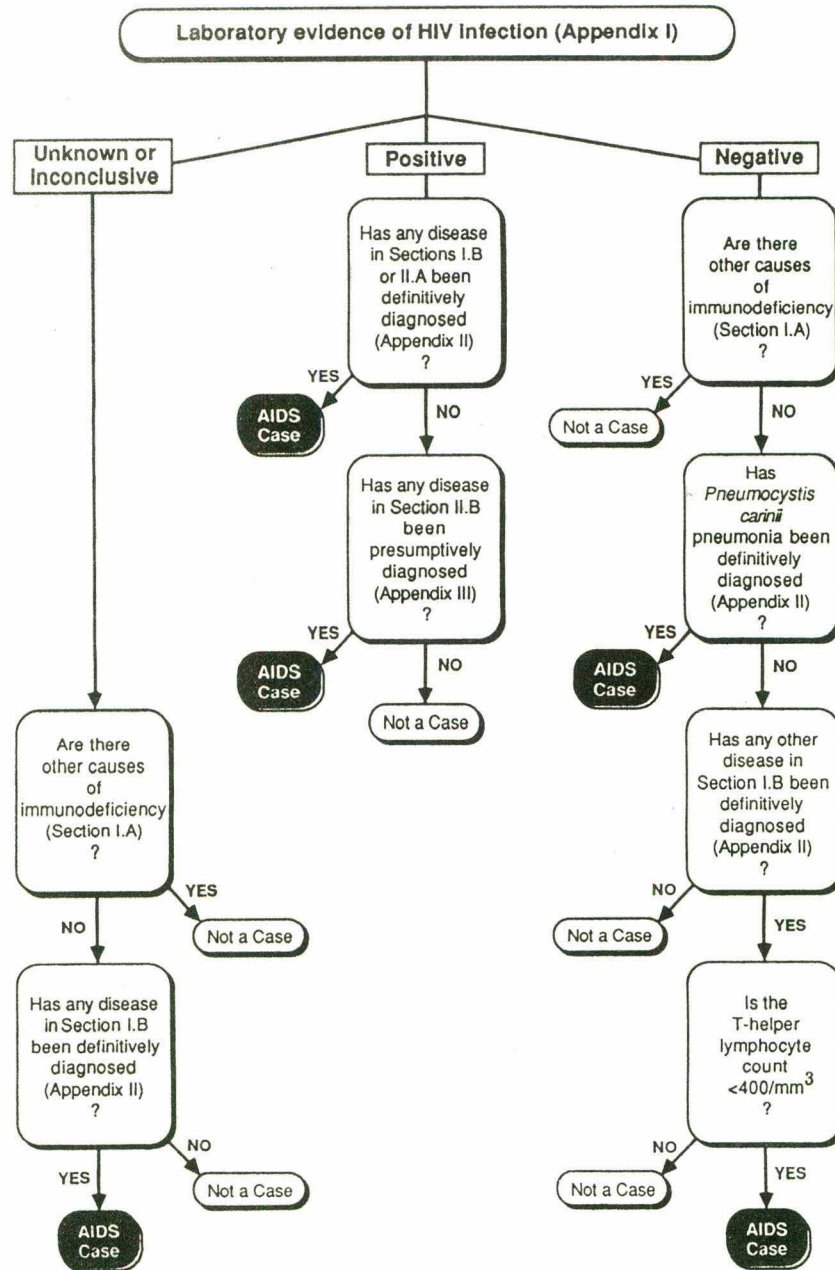 Laboratory evidence of HIV infection (Appendix I)
Unknown or
Inconclusive
Positive
Negative
Has any disease
in Sections I.B
or II.A been
definitively
diagnosed
(Appendix II)
?
YES
AIDS
Case
NO
Has any disease
in Section II.B
been
presumptively
diagnosed
(Appendix III)
?
YES
AIDS
Case
NO
Not a Case
Are there
other causes
of
immunodeficiency
(Section I.A)
?
YES
Not a Case
NO
Has
Pneumocystis
carinii
pneumonia been
definitively
diagnosed
(Appendix II)
?
YES
AIDS
Case
NO
Has any other
disease in
Section I.B been
definitively
diagnosed
(Appendix II)
?
NO
Not a Case
YES
Is the
T-helper
lymphocyte
count
<400/mm³
?
NO
Not a Case
YES
AIDS
Case
Are there
other causes
of
immunodeficiency
(Section I.A)
?
YES
Not a Case
NO
Has any disease
in Section I.B
been definitively
diagnosed
(Appendix II)
?
NO
Not a Case
YES
AIDS
Case